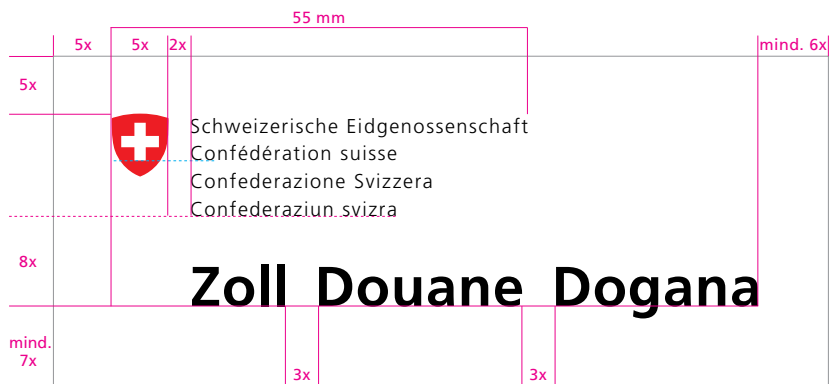 55 mm
5x 5x 2x mind. 6x
5x
Schweizerische Eidgenossenschaft
Confédération suisse
Confederazione Svizzera
Confederaziun svizra
8x
Zoll Douane Dogana
mind.
7x
3x 3x